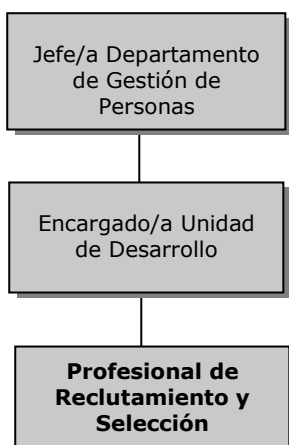 Jefe/a Departamento
de Gestión de
Personas
Encargado/a Unidad
de Desarrollo
Profesional de
Reclutamiento y
Selección